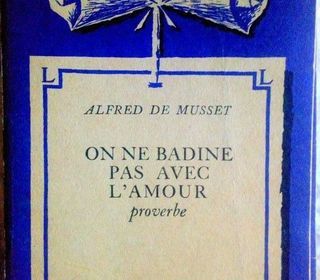 L L
ALFRED DE MUSSET
ON NE BADINE
PAS AVEC
L'AMOUR
proverbe